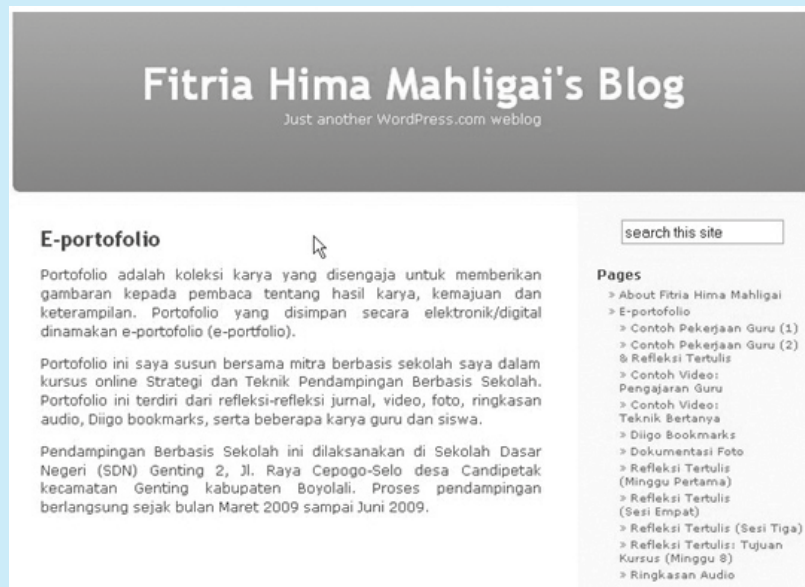 Fitria Hima Mahligai's Blog
Just another WordPress.com weblog
E-portofolio
Portofolio adalah koleksi karya yang disengaja untuk memberikan
gambaran kepada pembaca tentang hasil karya, kemajuan dan
keterampilan. Portofolio yang disimpan secara elektronik/digital
dinamakan e-portofolio (e-portfolio).
Portofolio ini saya susun bersama mitra berbasis sekolah saya dalam
kursus online Strategi dan Teknik Pendampingan Berbasis Sekolah.
Portofolio ini terdiri dari refleksi-refleksi jurnal, video, foto, ringkasan
audio, Diigo bookmarks, serta beberapa karya guru dan siswa.
Pendampingan Berbasis Sekolah ini dilaksanakan di Sekolah Dasar
Negeri (SDN) Genting 2, Jl. Raya Cepogo-Selo desa Candipetak
kecamatan Genting kabupaten Boyolali. Proses pendampingan
berlangsung sejak bulan Maret 2009 sampai Juni 2009.
search this site
Pages
» About Fitria Hima Mahligai
» E-portofolio
» Contoh Pekerjaan Guru (1)
» Contoh Pekerjaan Guru (2)
& Refleksi Tertulis
» Contoh Video:
Pengajaran Guru
» Contoh Video:
Teknik Bertanya
» Diigo Bookmarks
» Dokumentasi Foto
» Refleksi Tertulis
(Minggu Pertama)
» Refleksi Tertulis
(Sesi Empat)
» Refleksi Tertulis (Sesi Tiga)
» Refleksi Tertulis: Tujuan
Kursus (Minggu 8)
» Ringkasan Audio